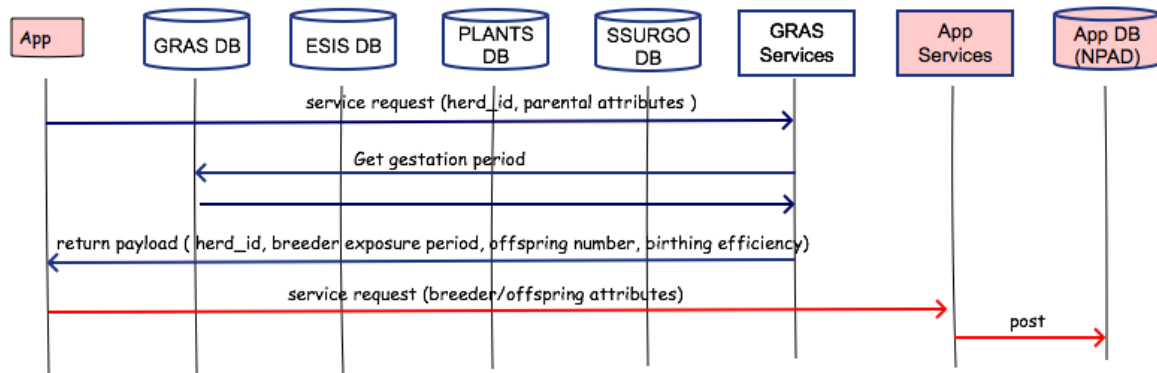 App
GRAS DB
ESIS DB
PLANTS
DB
SSURGO
DB
GRAS
Services
App
Services
App DB
(NPAD)
service request (herd_id, parental attributes )
Get gestation period
return payload ( herd_id, breeder exposure period, offspring number, birthing efficiency)
service request (breeder/offspring attributes)
post